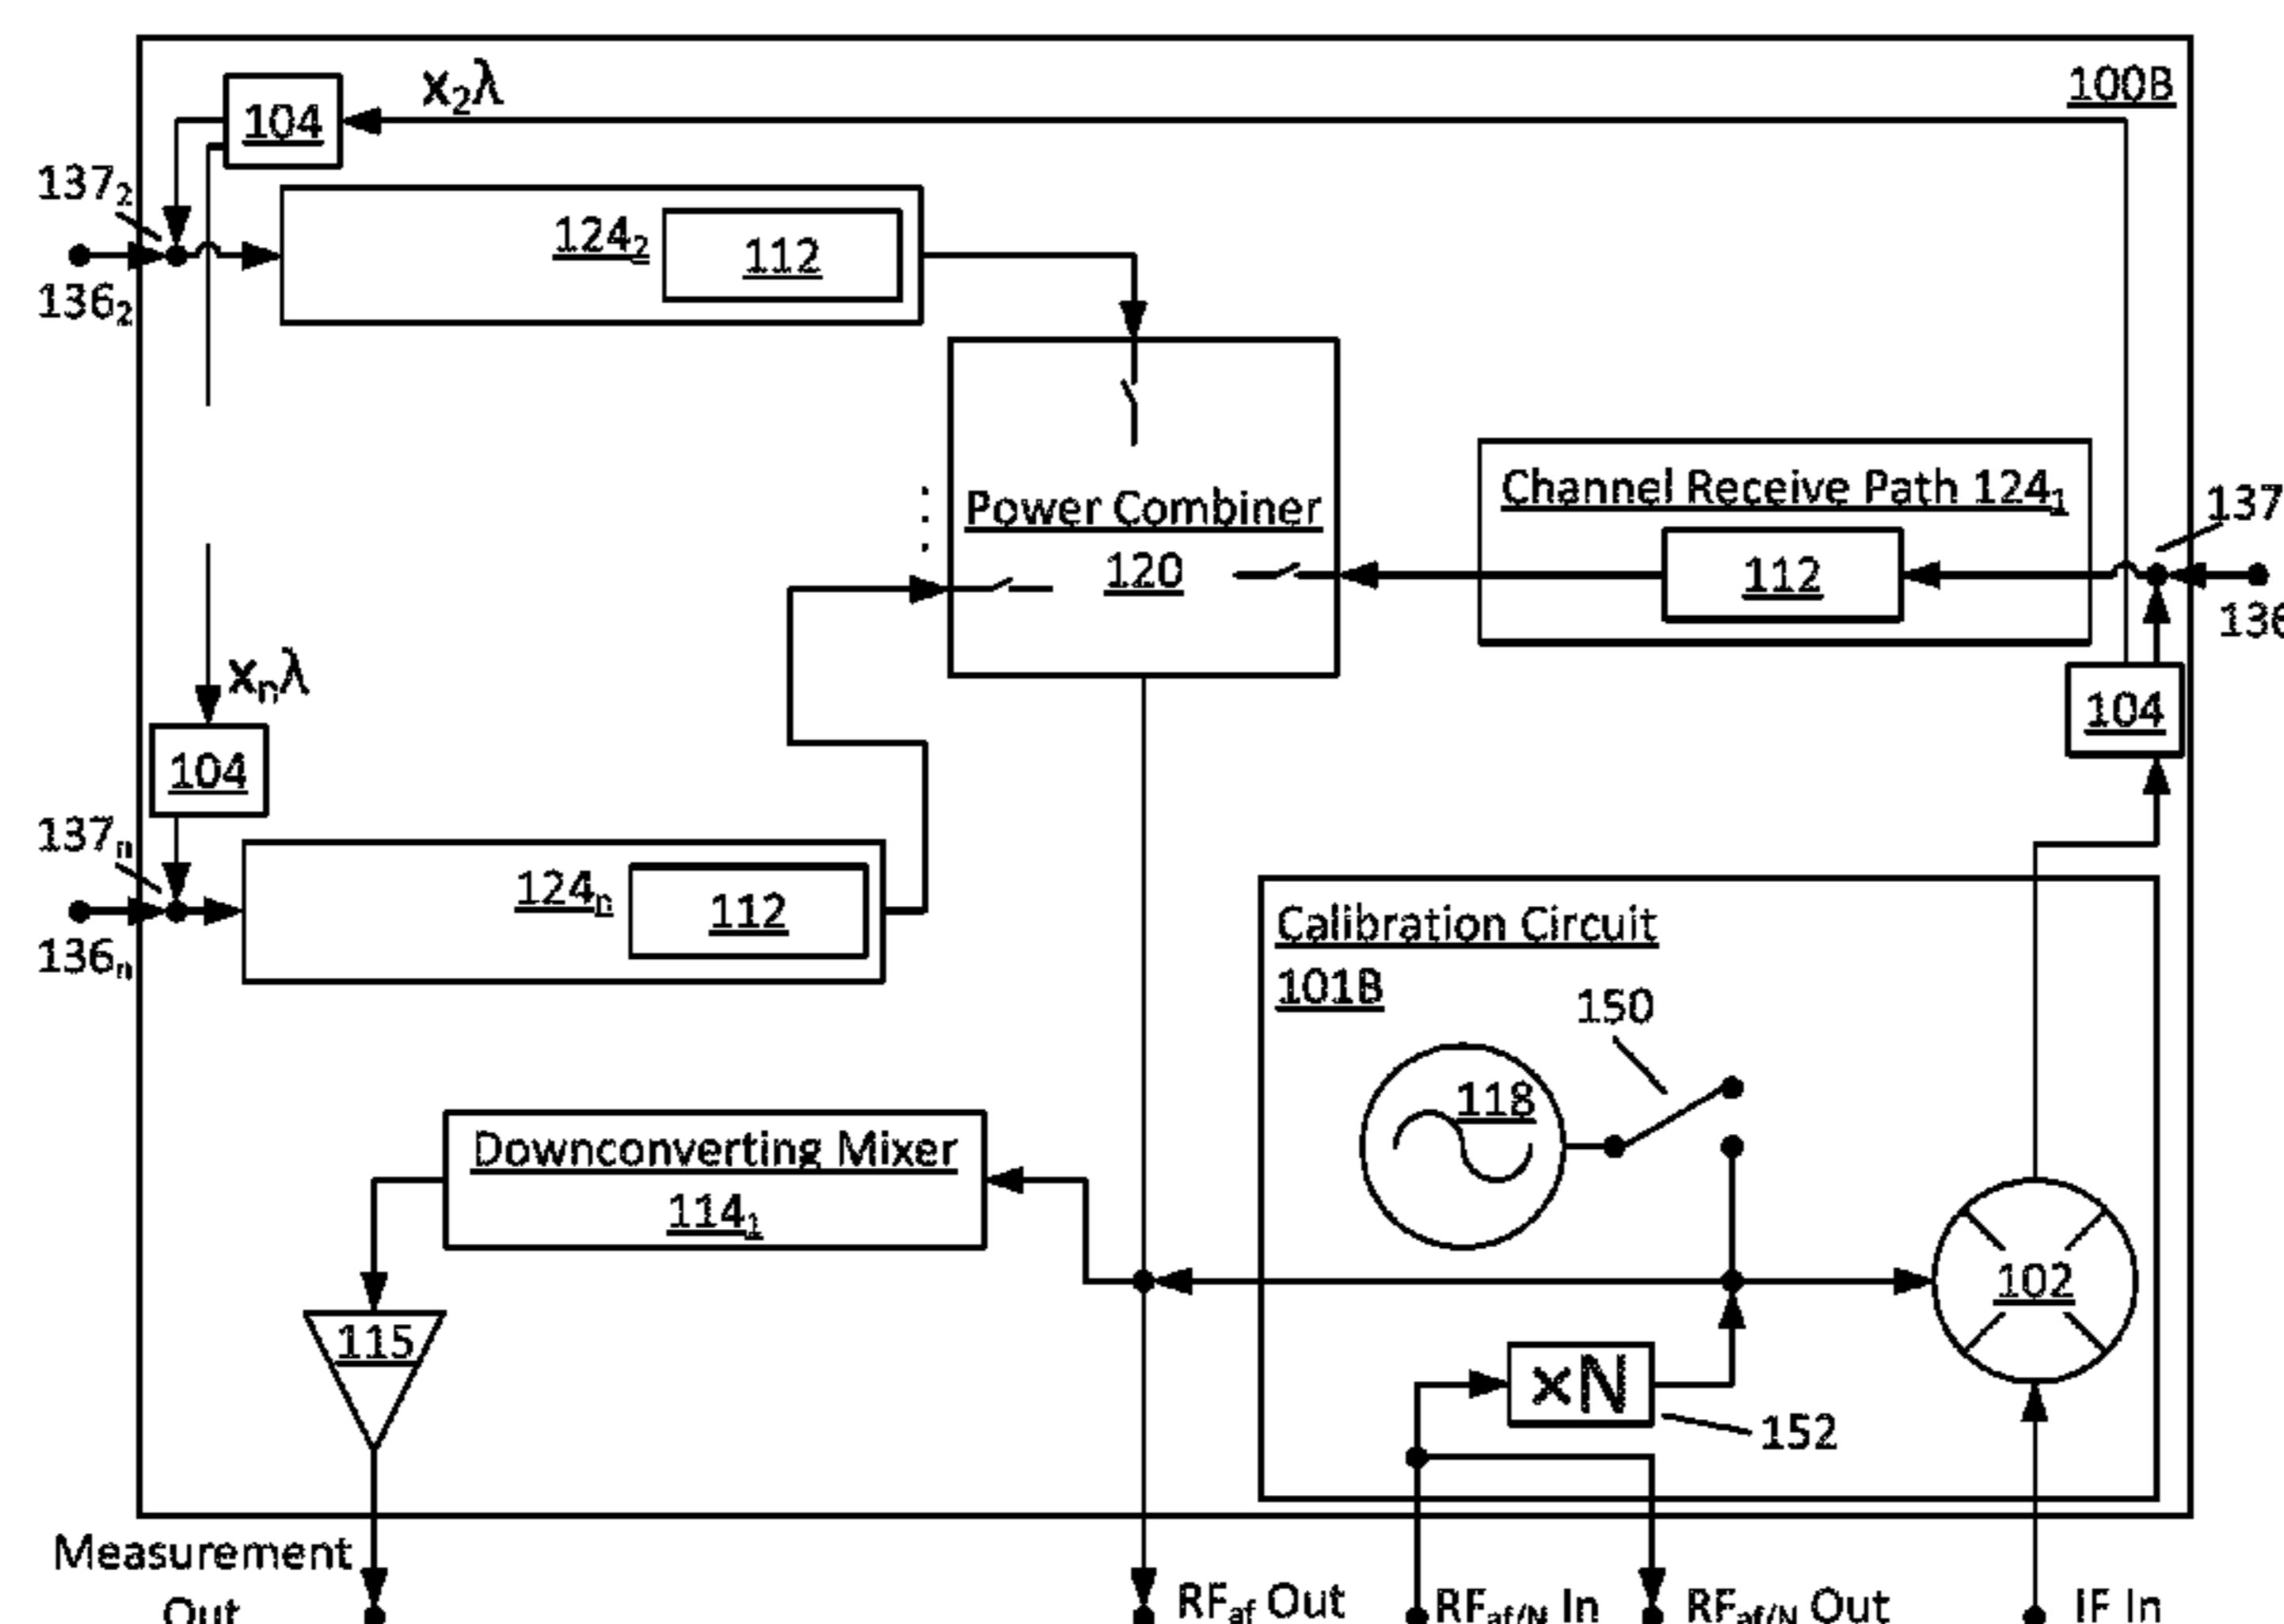 100B
104
x₂λ
137₂
136₂
124₂
112
Power Combiner
120
Channel Receive Path 124₁
112
137
136
104
xₙλ
104
137ₙ
136ₙ
124ₙ
112
Calibration Circuit
101B
150
118
102
xN
152
Downconverting Mixer
114₁
115
Measurement
Out
RFaf Out
RFaf/N In
RFaf/N Out
IF In